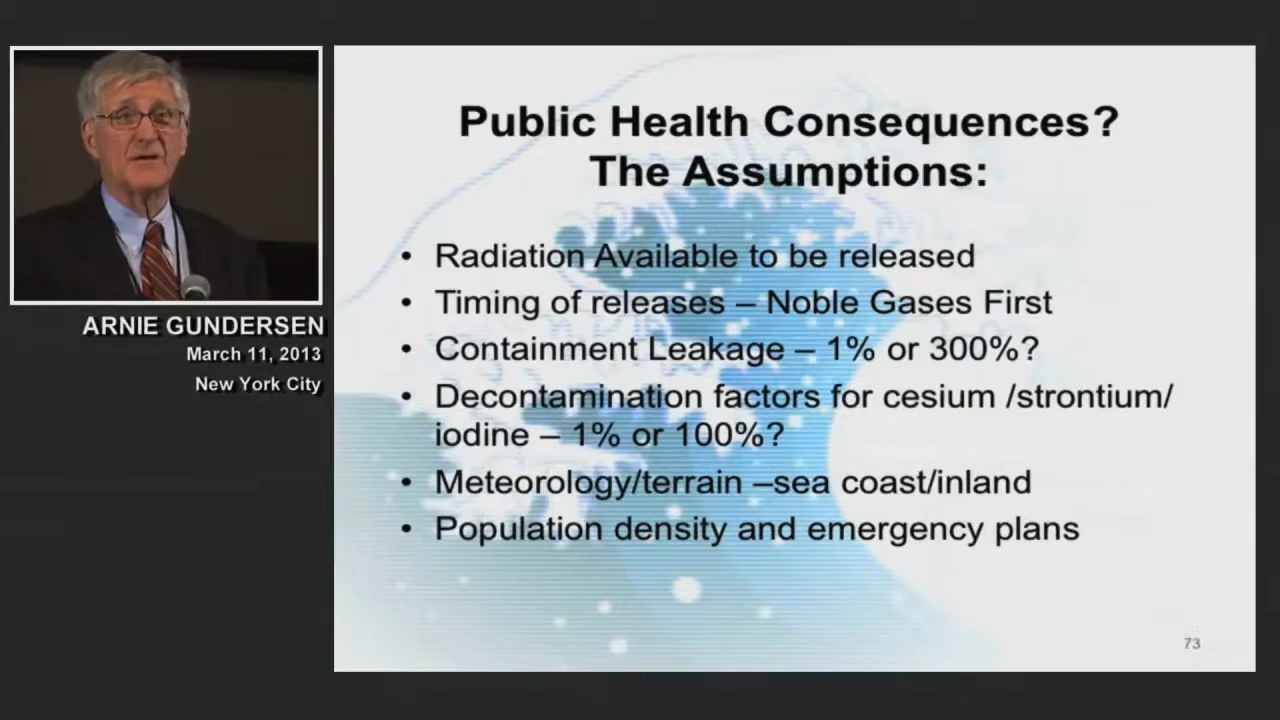 ARNIE GUNDERSEN
March 11, 2013
New York City
Public Health Consequences?
The Assumptions:
• Radiation Available to be released
• Timing of releases – Noble Gases First
• Containment Leakage – 1% or 300%?
• Decontamination factors for cesium /strontium/
iodine – 1% or 100%?
• Meteorology/terrain –sea coast/inland
• Population density and emergency plans
73